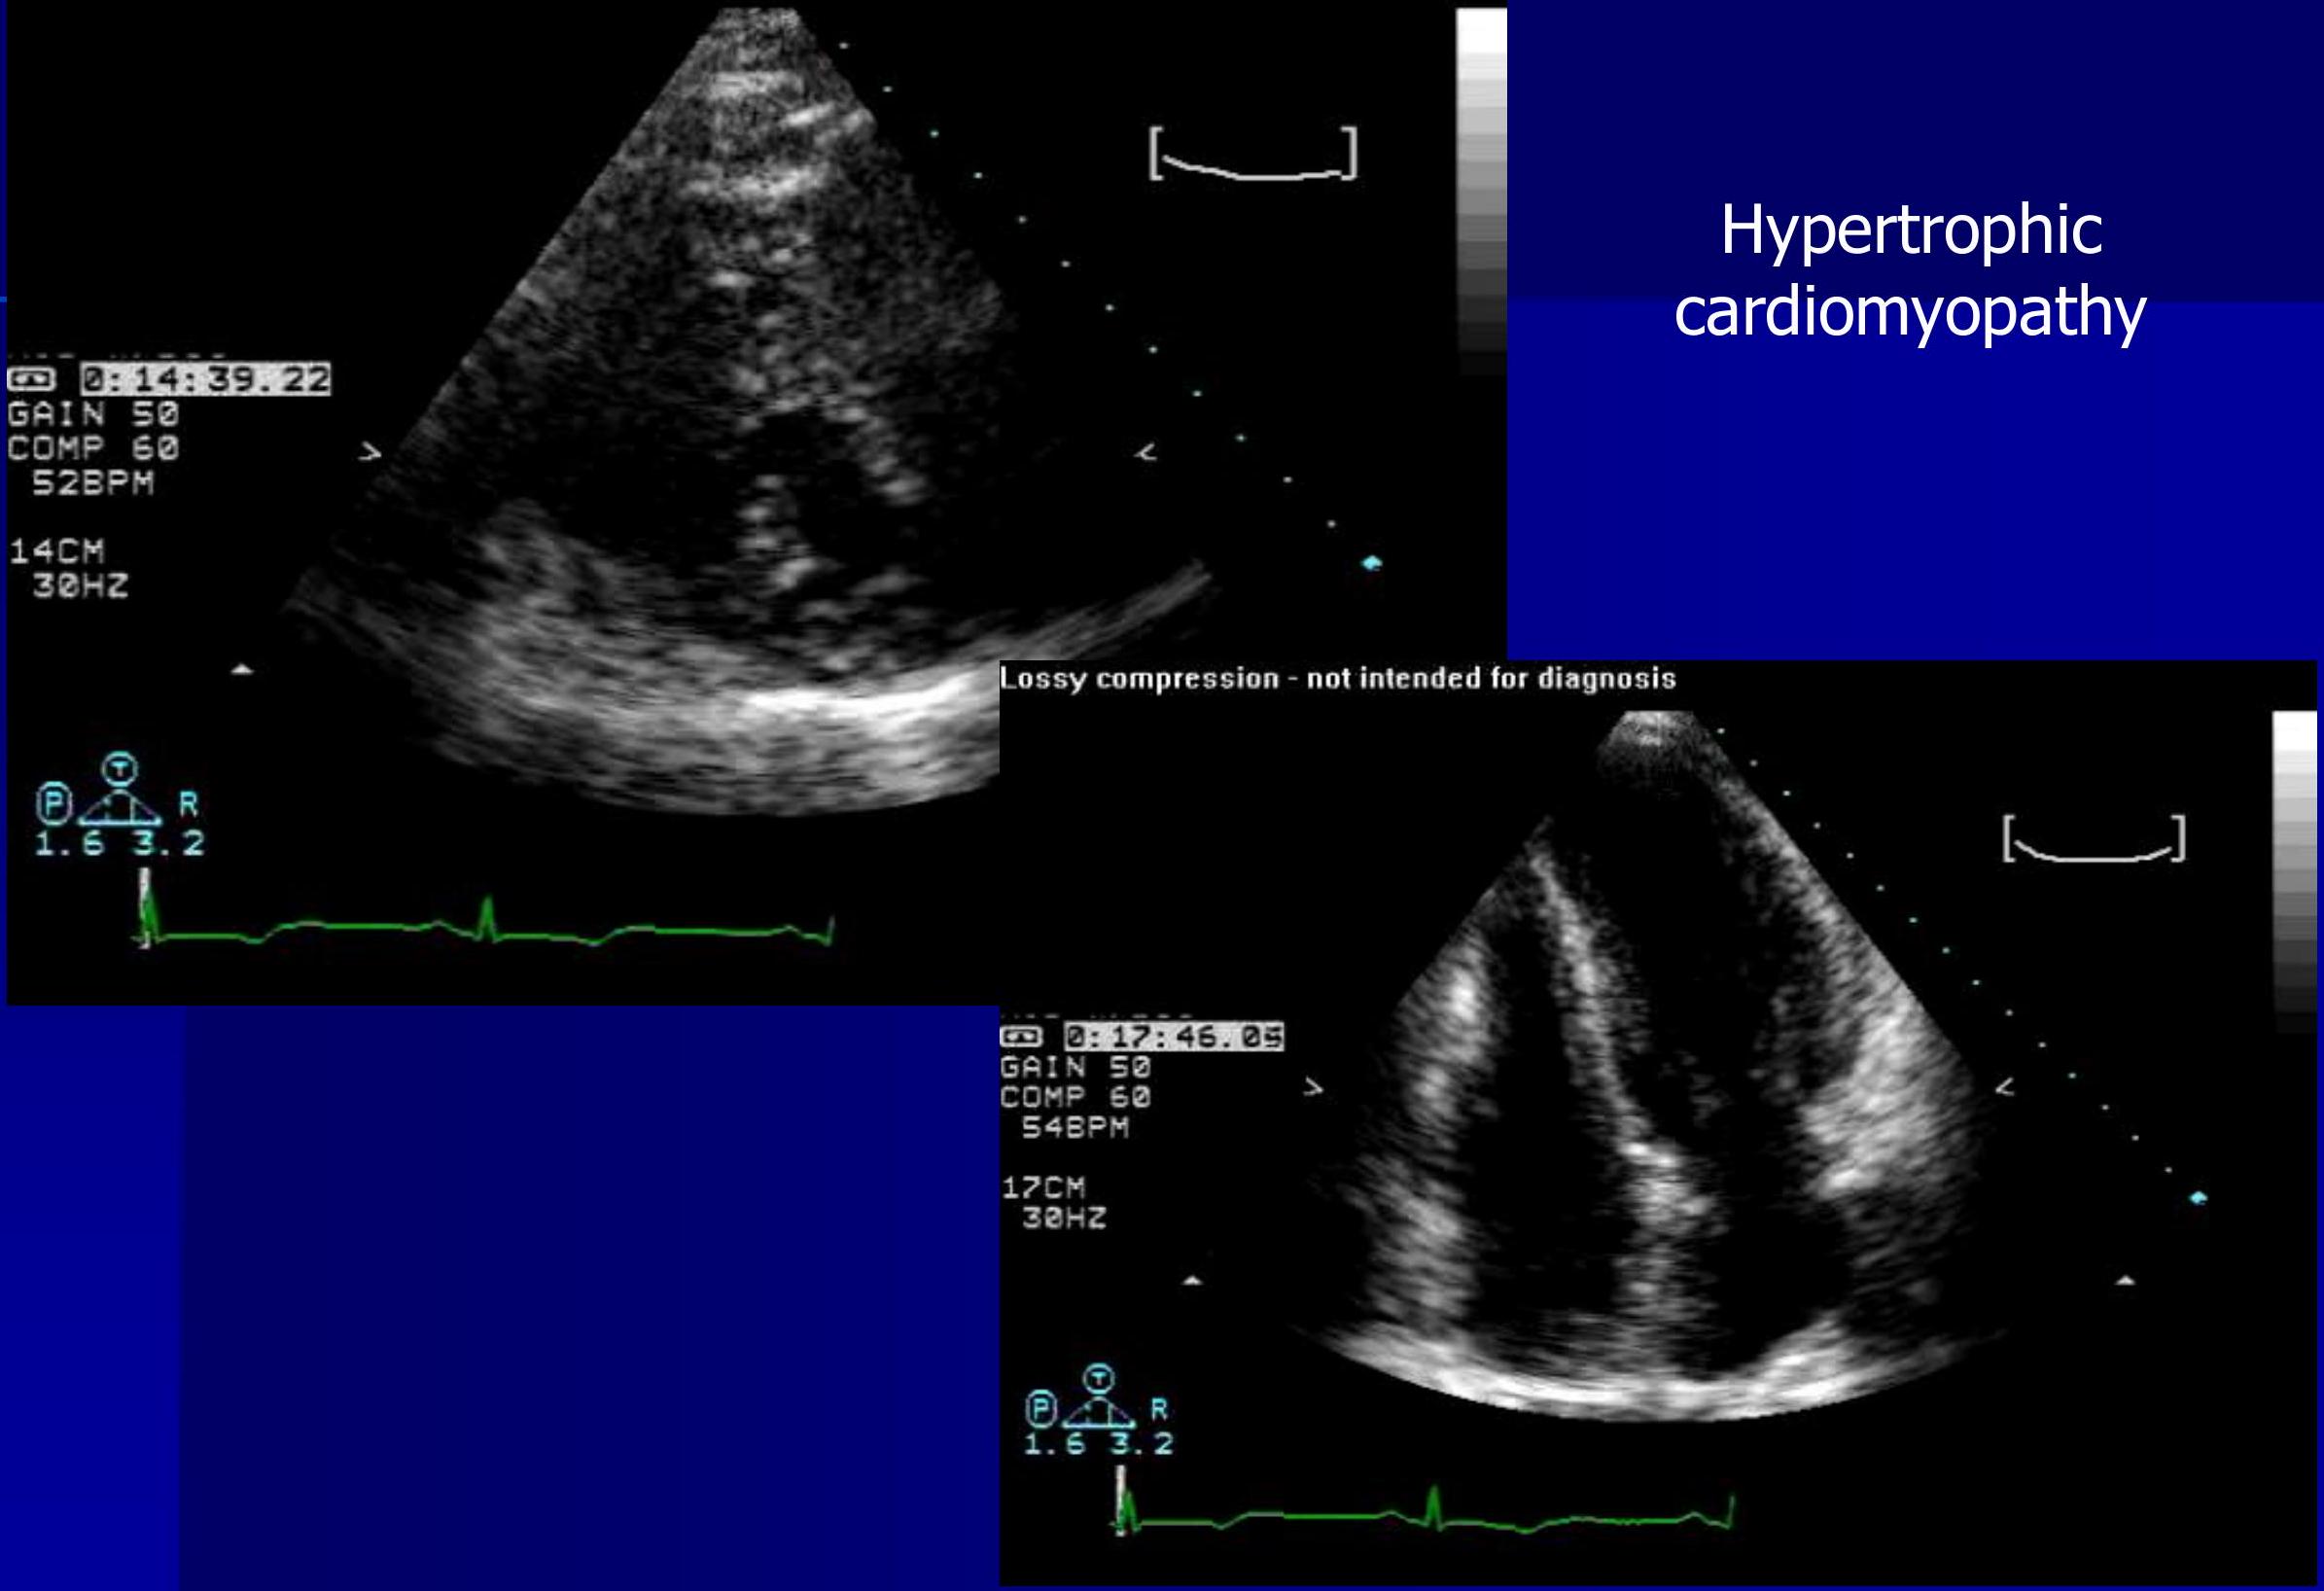 Hypertrophic
cardiomyopathy
0:14:39.22
GAIN 50
COMP 60
52BPM
14CM
30HZ
T
P R
1.6 3.2
Lossy compression - not intended for diagnosis
0:17:46.05
GAIN 50
COMP 60
54BPM
17CM
30HZ
T
P R
1.6 3.2